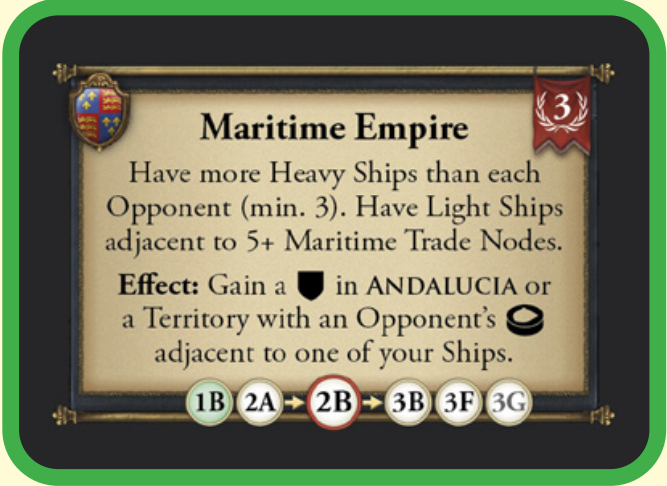 3
Maritime Empire
Have more Heavy Ships than each
Opponent (min. 3). Have Light Ships
adjacent to 5+ Maritime Trade Nodes.
Effect: Gain a in ANDALUCIA or
a Territory with an Opponent's
adjacent to one of your Ships.
1B 2A 2B 3B 3F 3G